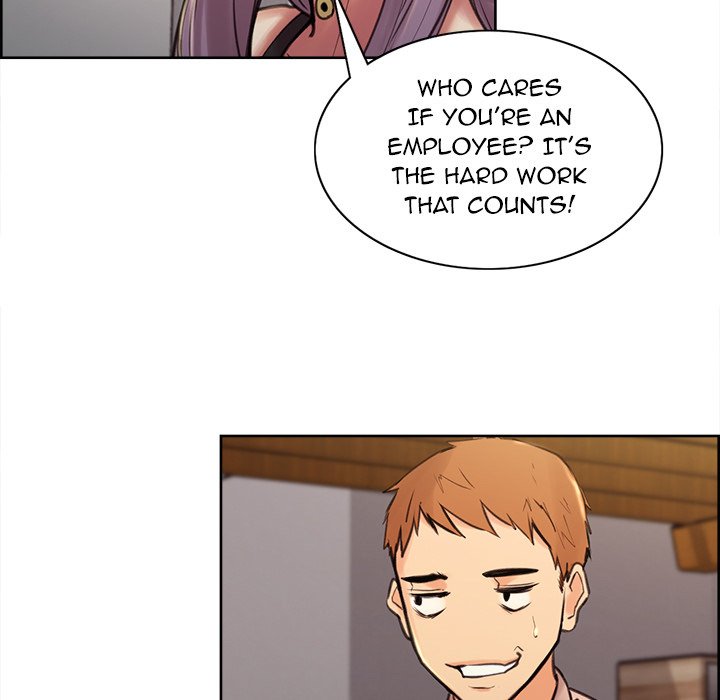 WHO CARES
IF YOU'RE AN
EMPLOYEE? IT'S
THE HARD WORK
THAT COUNTS!